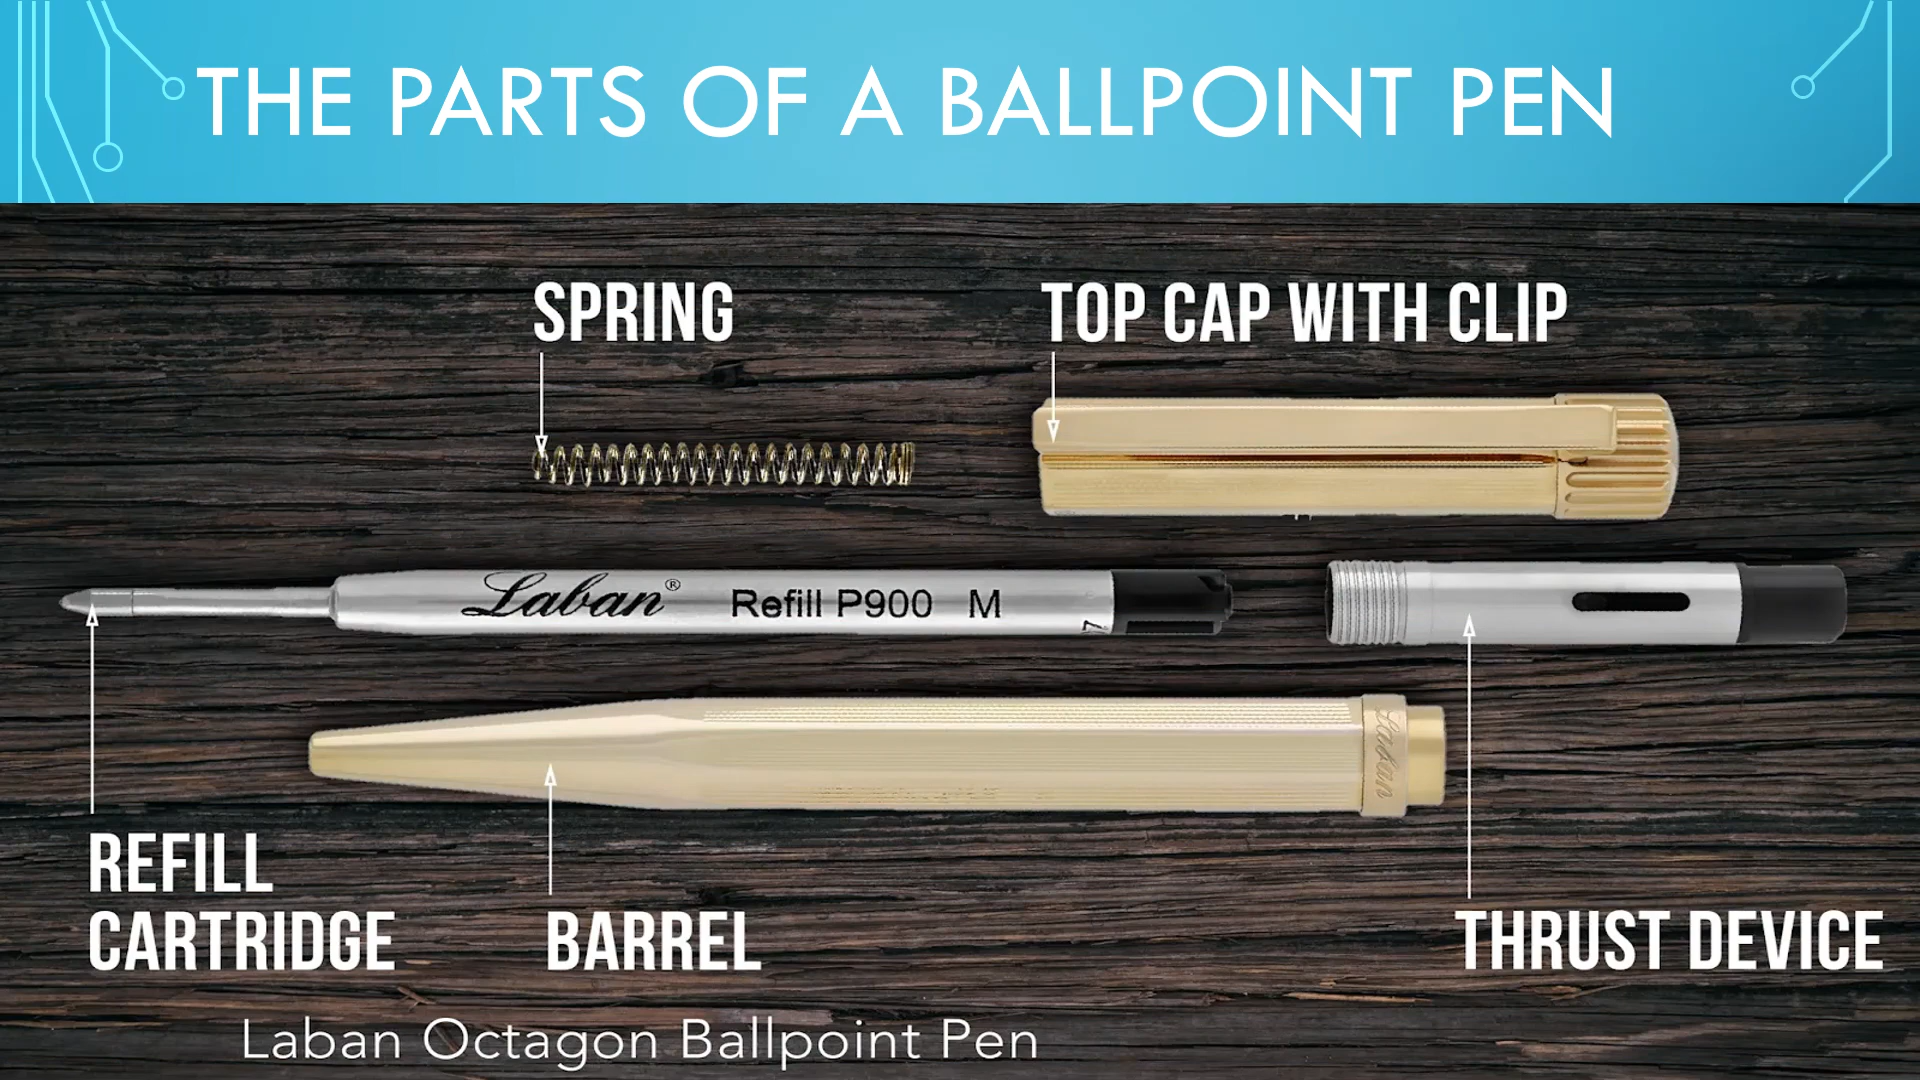 THE PARTS OF A BALLPOINT PEN
SPRING
TOP CAP WITH CLIP
Laban® Refill P900 M
Laban
REFILL
CARTRIDGE
BARREL
THRUST DEVICE
Laban Octagon Ballpoint Pen